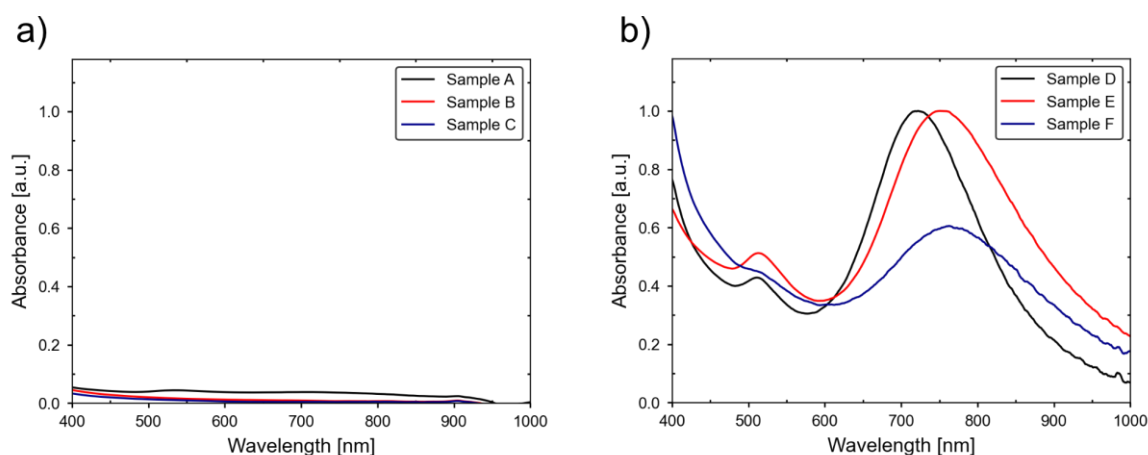 a)
Absorbance [a.u.]
1.0
0.8
0.6
0.4
0.2
0.0
400 500 600 700 800 900 1000
Wavelength [nm]
Sample A
Sample B
Sample C
b)
Absorbance [a.u.]
1.0
0.8
0.6
0.4
0.2
0.0
400 500 600 700 800 900 1000
Wavelength [nm]
Sample D
Sample E
Sample F